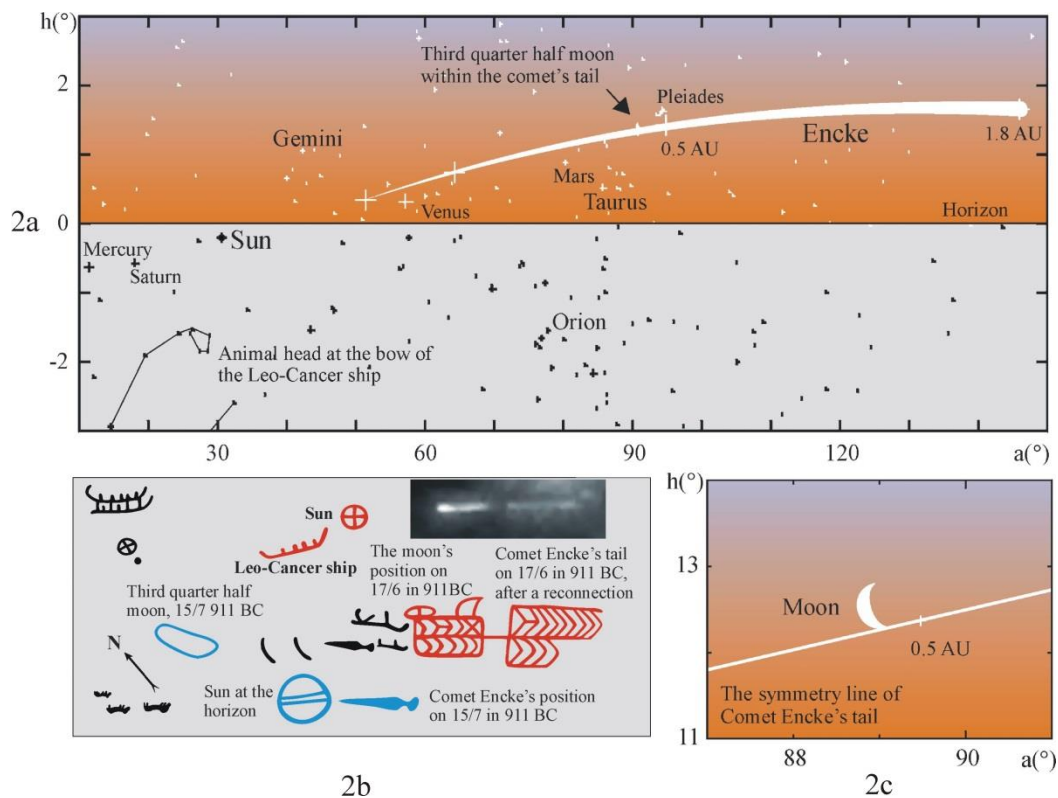 h(°)
Third quarter half moon
within the comet's tail
2
Pleiades
Gemini
Encke
0.5 AU
1.8 AU
Mars
Taurus
Venus
Horizon
2a
0
Sun
Mercury
Saturn
Orion
-2
Animal head at the bow of
the Leo-Cancer ship
30
60
90
120
a(°)
Sun
Leo-Cancer ship
The moon's
position on
17/6 in 911BC
Comet Encke's tail
on 17/6 in 911 BC,
after a reconnection
Third quarter half
moon, 15/7 911 BC
N
Sun at the
horizon
Comet Encke's position
on 15/7 in 911 BC
2b
h(°)
13
Moon
0.5 AU
The symmetry line of
Comet Encke's tail
11
88
90
a(°)
2c